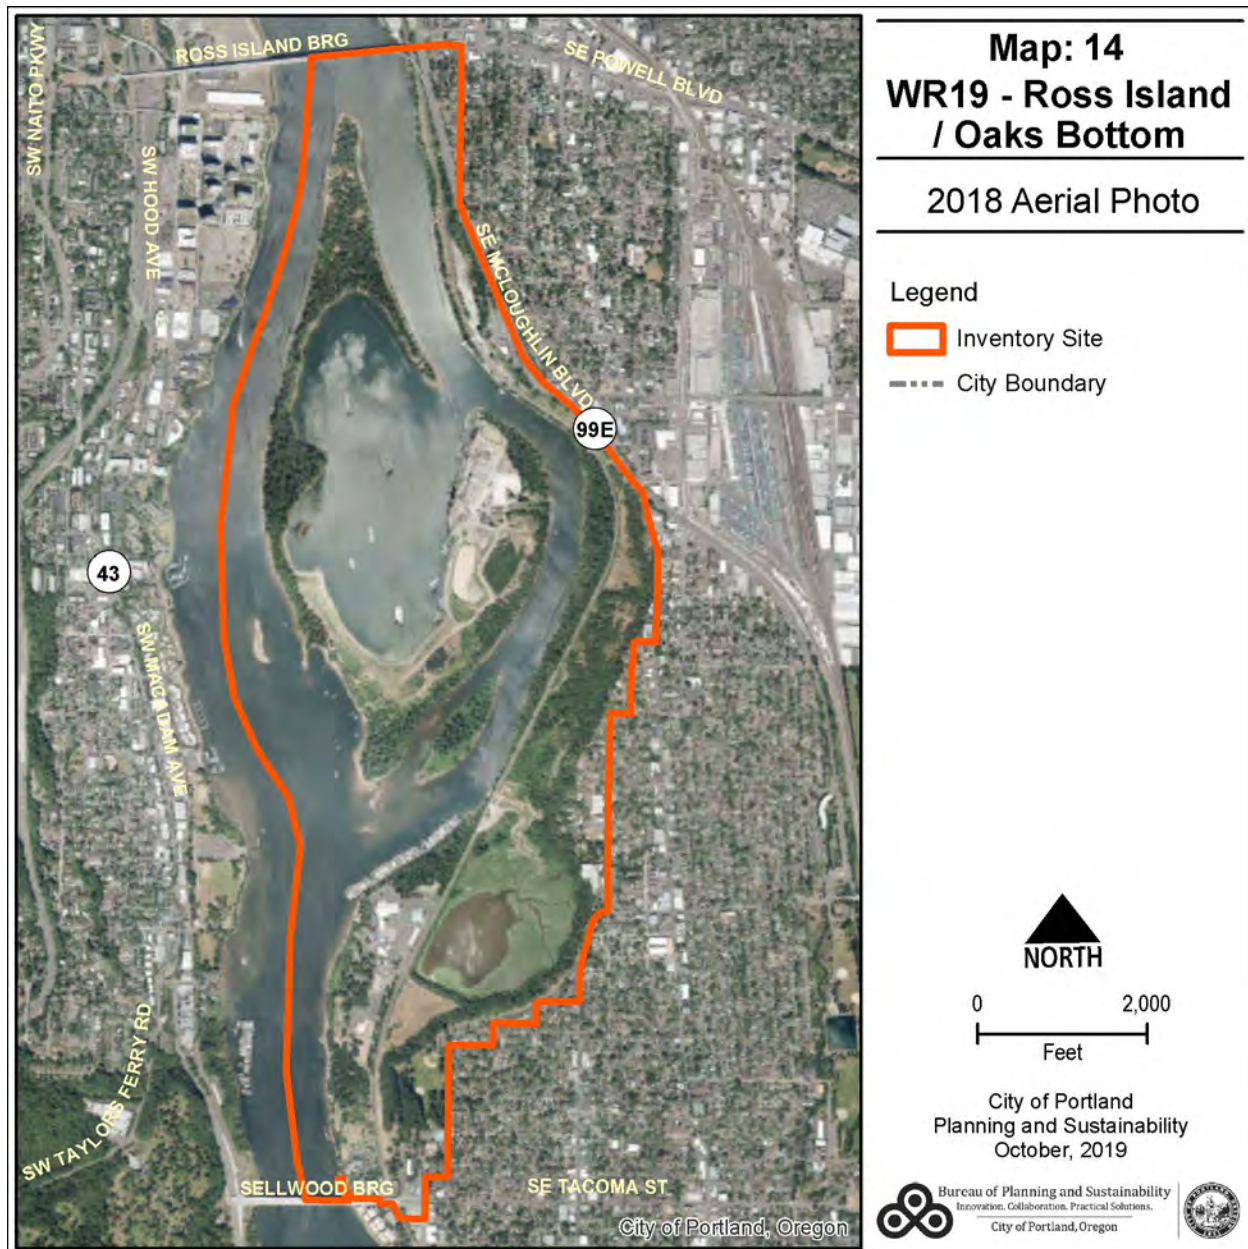 ROSS ISLAND BRG
SE POWELL BLVD
SW NAITO PKWY
SW HOOD AVE
SE MCLOUGHLIN BLVD
99E
43
SW MACADAM AVE
SW TAYLORS FERRY RD
SELLWOOD BRG
SE TACOMA ST
City of Portland, Oregon
Map: 14
WR19 - Ross Island
/ Oaks Bottom
2018 Aerial Photo
Legend
Inventory Site
City Boundary
NORTH
0 2,000
Feet
City of Portland
Planning and Sustainability
October, 2019
Bureau of Planning and Sustainability
Innovation. Collaboration. Practical Solutions.
City of Portland, Oregon